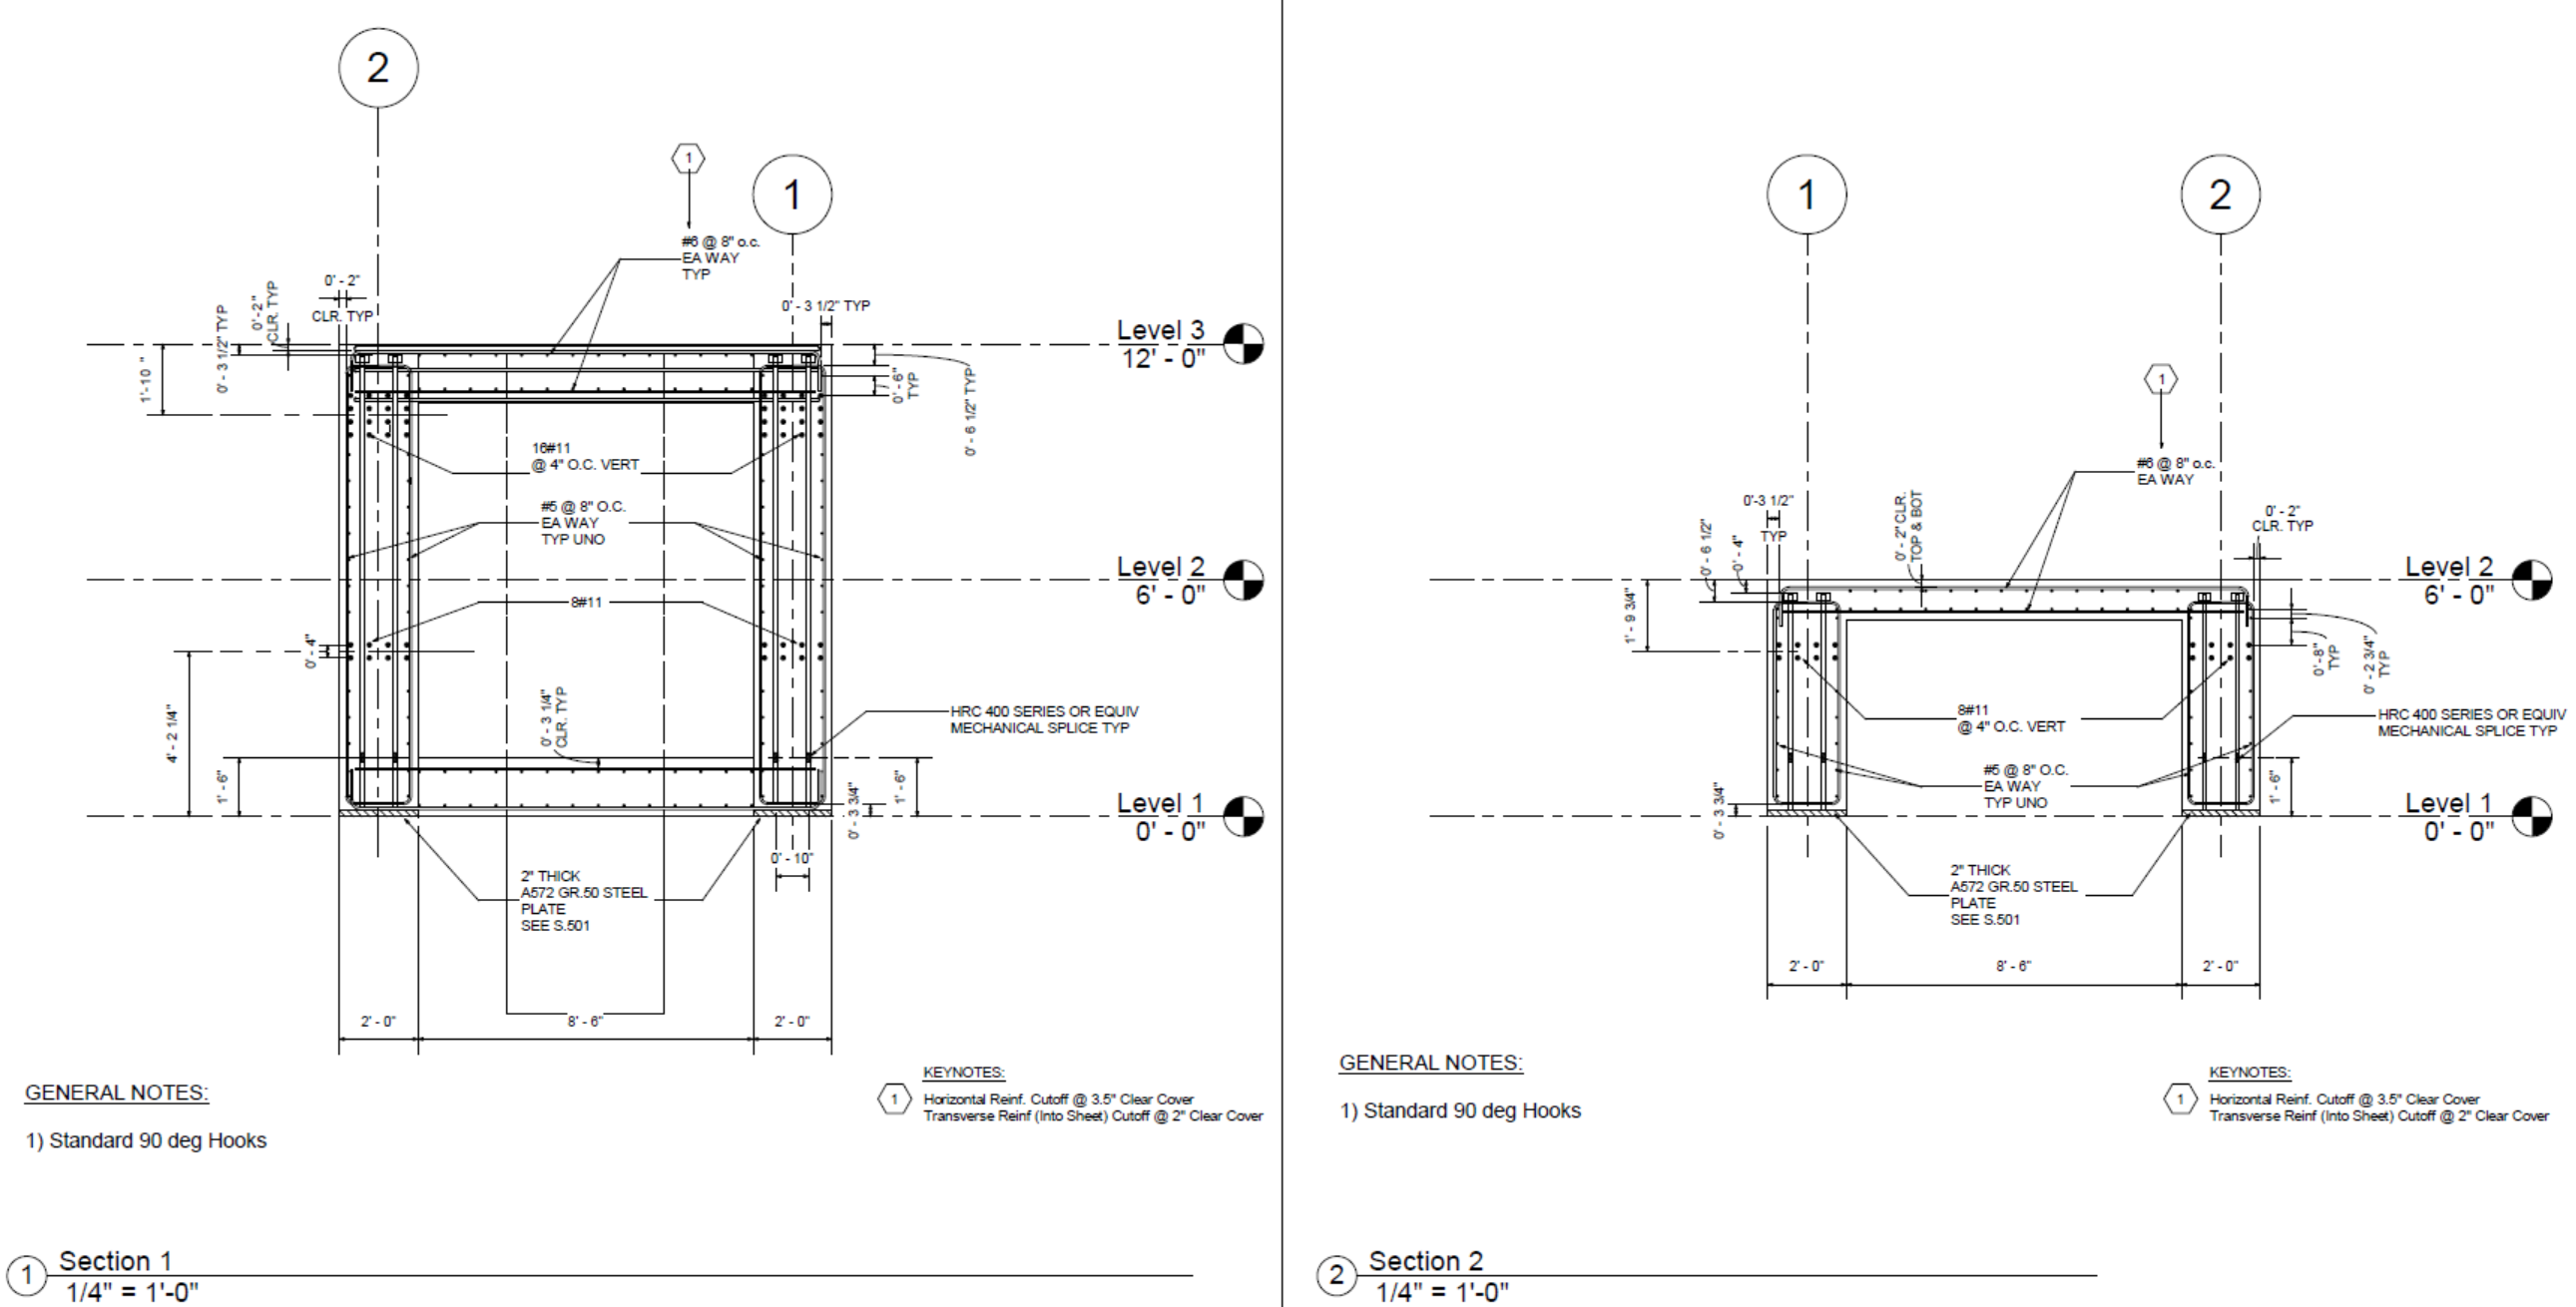 2
1
1
#6 @ 8" o.c.
EA WAY
TYP
0' - 2"
CLR. TYP
0' - 2"
CLR. TYP
0' - 3 1/2" TYP
1'-10 "
0' - 3 1/2" TYP
Level 3
12' - 0"
0' - 6"
TYP
0' - 6 1/2" TYP
16#11
@ 4" O.C. VERT
#5 @ 8" O.C.
EA WAY
TYP UNO
Level 2
6' - 0"
8#11
0' - 4"
4' - 2 1/4"
0' - 3 1/4"
CLR. TYP
HRC 400 SERIES OR EQUIV
MECHANICAL SPLICE TYP
1' - 6"
1' - 6"
0' - 3 3/4"
Level 1
0' - 0"
0' - 10"
2" THICK
A572 GR.50 STEEL
PLATE
SEE S.501
2' - 0"
8' - 6"
2' - 0"
GENERAL NOTES:
1) Standard 90 deg Hooks
KEYNOTES:
1
Horizontal Reinf. Cutoff @ 3.5" Clear Cover
Transverse Reinf (Into Sheet) Cutoff @ 2" Clear Cover
1
Section 1
1/4" = 1'-0"
1
2
1
#6 @ 8" o.c.
EA WAY
0'-3 1/2"
TYP
0' - 6 1/2"
0' - 4"
0' - 2" CLR.
TOP & BOT
0' - 2"
CLR. TYP
Level 2
6' - 0"
1' - 9 3/4"
0'-8"
TYP
0' - 2 3/4"
TYP
8#11
@ 4" O.C. VERT
HRC 400 SERIES OR EQUIV
MECHANICAL SPLICE TYP
#5 @ 8" O.C.
EA WAY
TYP UNO
1' - 6"
0' - 3 3/4"
Level 1
0' - 0"
2" THICK
A572 GR.50 STEEL
PLATE
SEE S.501
2' - 0"
8' - 6"
2' - 0"
GENERAL NOTES:
1) Standard 90 deg Hooks
KEYNOTES:
1
Horizontal Reinf. Cutoff @ 3.5" Clear Cover
Transverse Reinf (Into Sheet) Cutoff @ 2" Clear Cover
2
Section 2
1/4" = 1'-0"